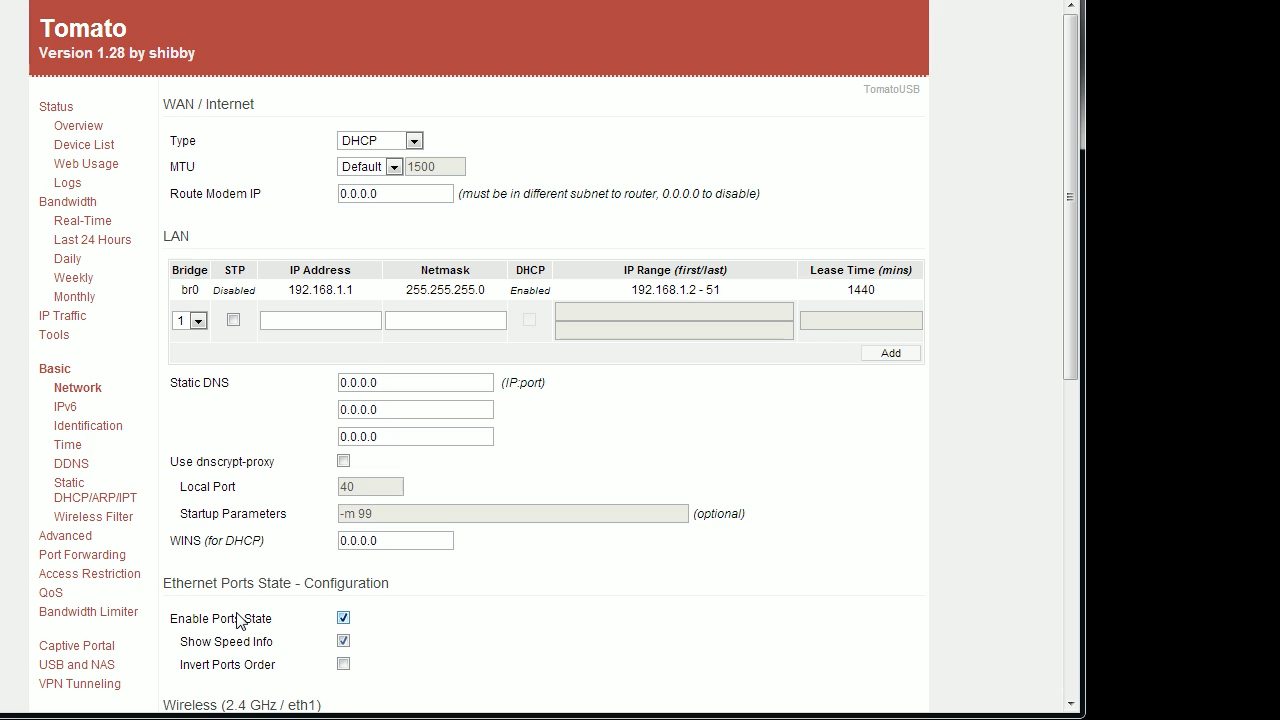 Tomato
Version 1.28 by shibby
TomatoUSB
Status
Overview
Device List
Web Usage
Logs
Bandwidth
Real-Time
Last 24 Hours
Daily
Weekly
Monthly
IP Traffic
Tools
Basic
Network
IPv6
Identification
Time
DDNS
Static
DHCP/ARP/IPT
Wireless Filter
Advanced
Port Forwarding
Access Restriction
QoS
Bandwidth Limiter
Captive Portal
USB and NAS
VPN Tunneling
WAN / Internet
Type DHCP
MTU Default 1500
Route Modem IP 0.0.0.0 (must be in different subnet to router, 0.0.0.0 to disable)
LAN
Bridge STP IP Address Netmask DHCP IP Range (first/last) Lease Time (mins)
br0 Disabled 192.168.1.1 255.255.255.0 Enabled 192.168.1.2 - 51 1440
1
Add
Static DNS 0.0.0.0 (IP:port)
0.0.0.0
0.0.0.0
Use dnscrypt-proxy
Local Port 40
Startup Parameters -m 99 (optional)
WINS (for DHCP) 0.0.0.0
Ethernet Ports State - Configuration
Enable Ports State
Show Speed Info
Invert Ports Order
Wireless (2.4 GHz / eth1)